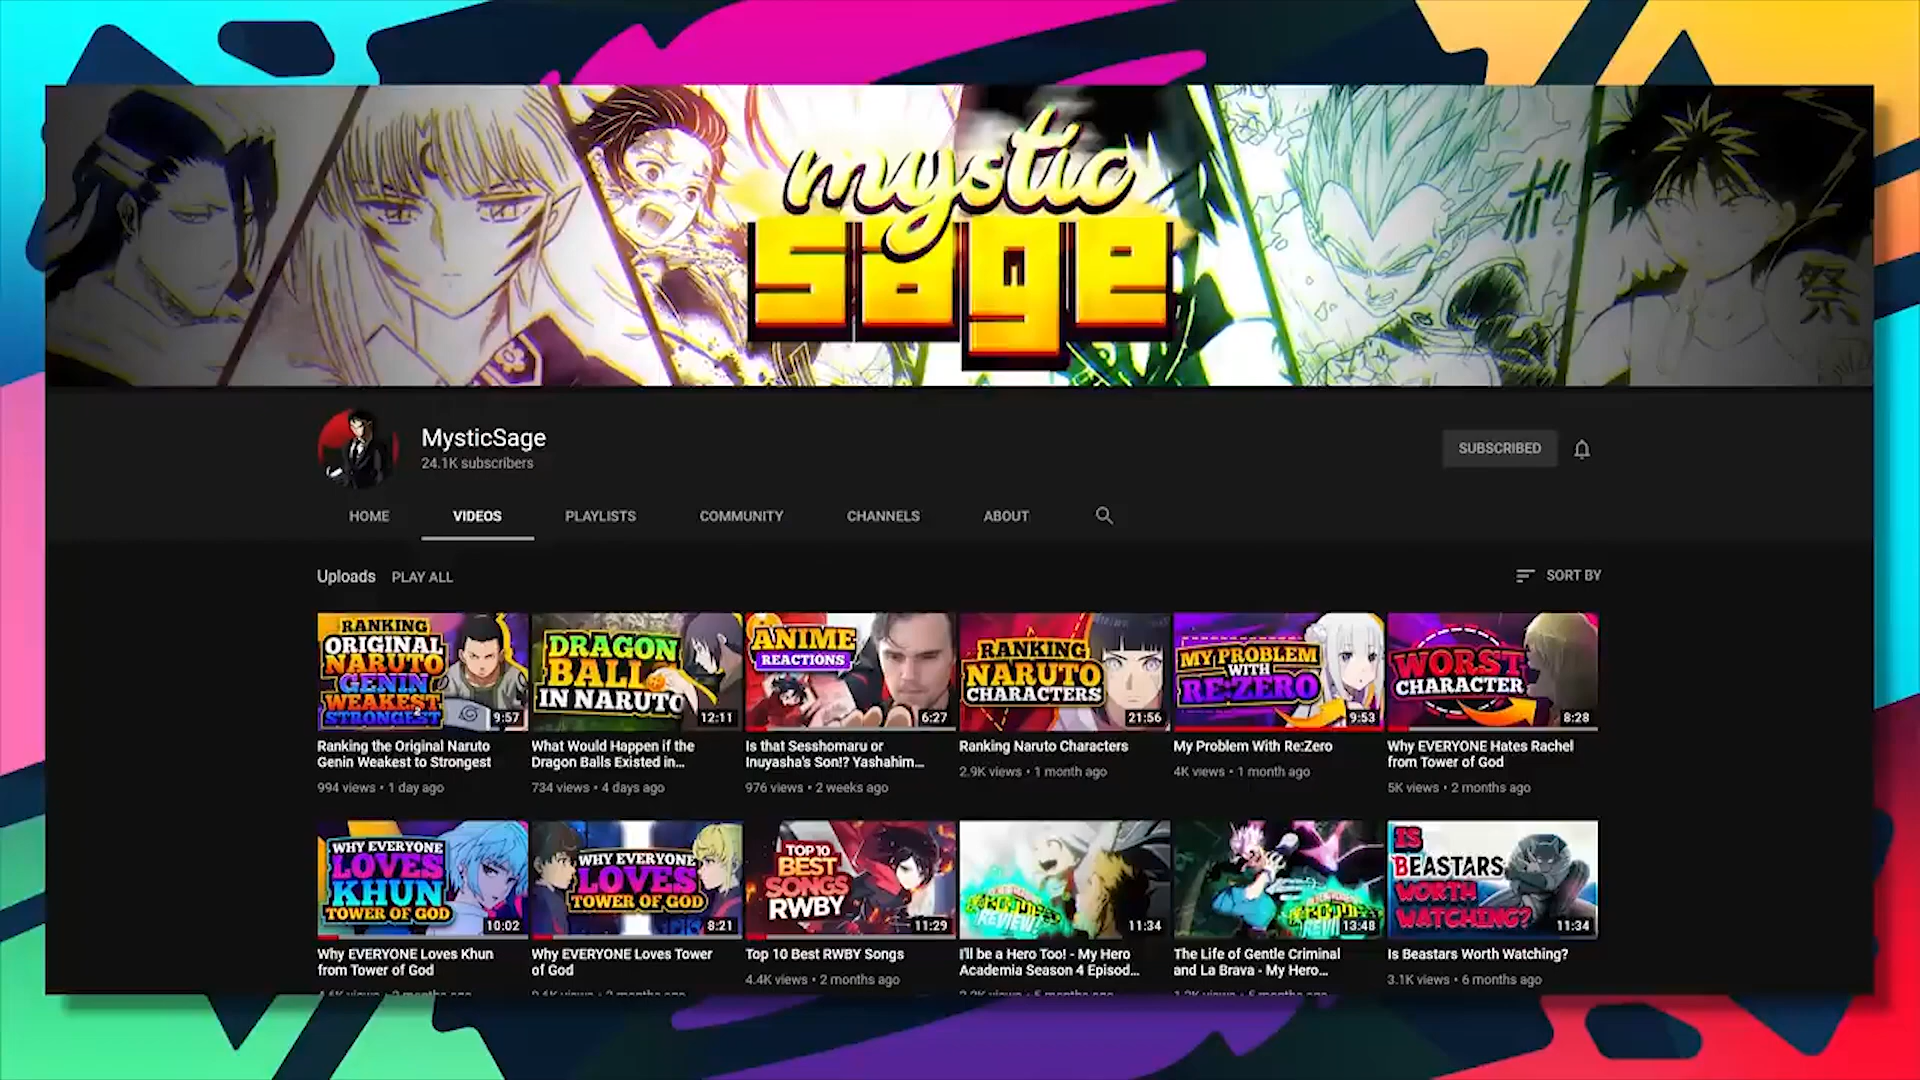 mystic
sage
MysticSage
24.1K subscribers
SUBSCRIBED
HOME
VIDEOS
PLAYLISTS
COMMUNITY
CHANNELS
ABOUT
Uploads
PLAY ALL
SORT BY
RANKING
ORIGINAL
NARUTO
GENIN
WEAKEST
STRONGEST
9:57
Ranking the Original Naruto
Genin Weakest to Strongest
994 views • 1 day ago
DRAGON
BALLS
IN NARUTO
12:11
What Would Happen if the
Dragon Balls Existed in...
734 views • 4 days ago
ANIME
REACTIONS
6:27
Is that Sesshomaru or
Inuyasha's Son!? Yashahim...
976 views • 2 weeks ago
RANKING
NARUTO
CHARACTERS
21:56
Ranking Naruto Characters
2.9K views • 1 month ago
MY PROBLEM
WITH
RE:ZERO
9:53
My Problem With Re:Zero
4K views • 1 month ago
WORST
CHARACTER
8:28
Why EVERYONE Hates Rachel
from Tower of God
5K views • 2 months ago
WHY EVERYONE
LOVES
KHUN
TOWER OF GOD
10:02
Why EVERYONE Loves Khun
from Tower of God
WHY EVERYONE
LOVES
TOWER OF GOD
8:21
Why EVERYONE Loves Tower
of God
TOP 10
BEST
SONGS
RWBY
11:29
Top 10 Best RWBY Songs
4.4K views • 2 months ago
REVIEW
11:34
I'll be a Hero Too! - My Hero
Academia Season 4 Episod...
13:48
The Life of Gentle Criminal
and La Brava - My Hero...
IS
BEASTARS
WORTH
WATCHING?
11:34
Is Beastars Worth Watching?
3.1K views • 6 months ago